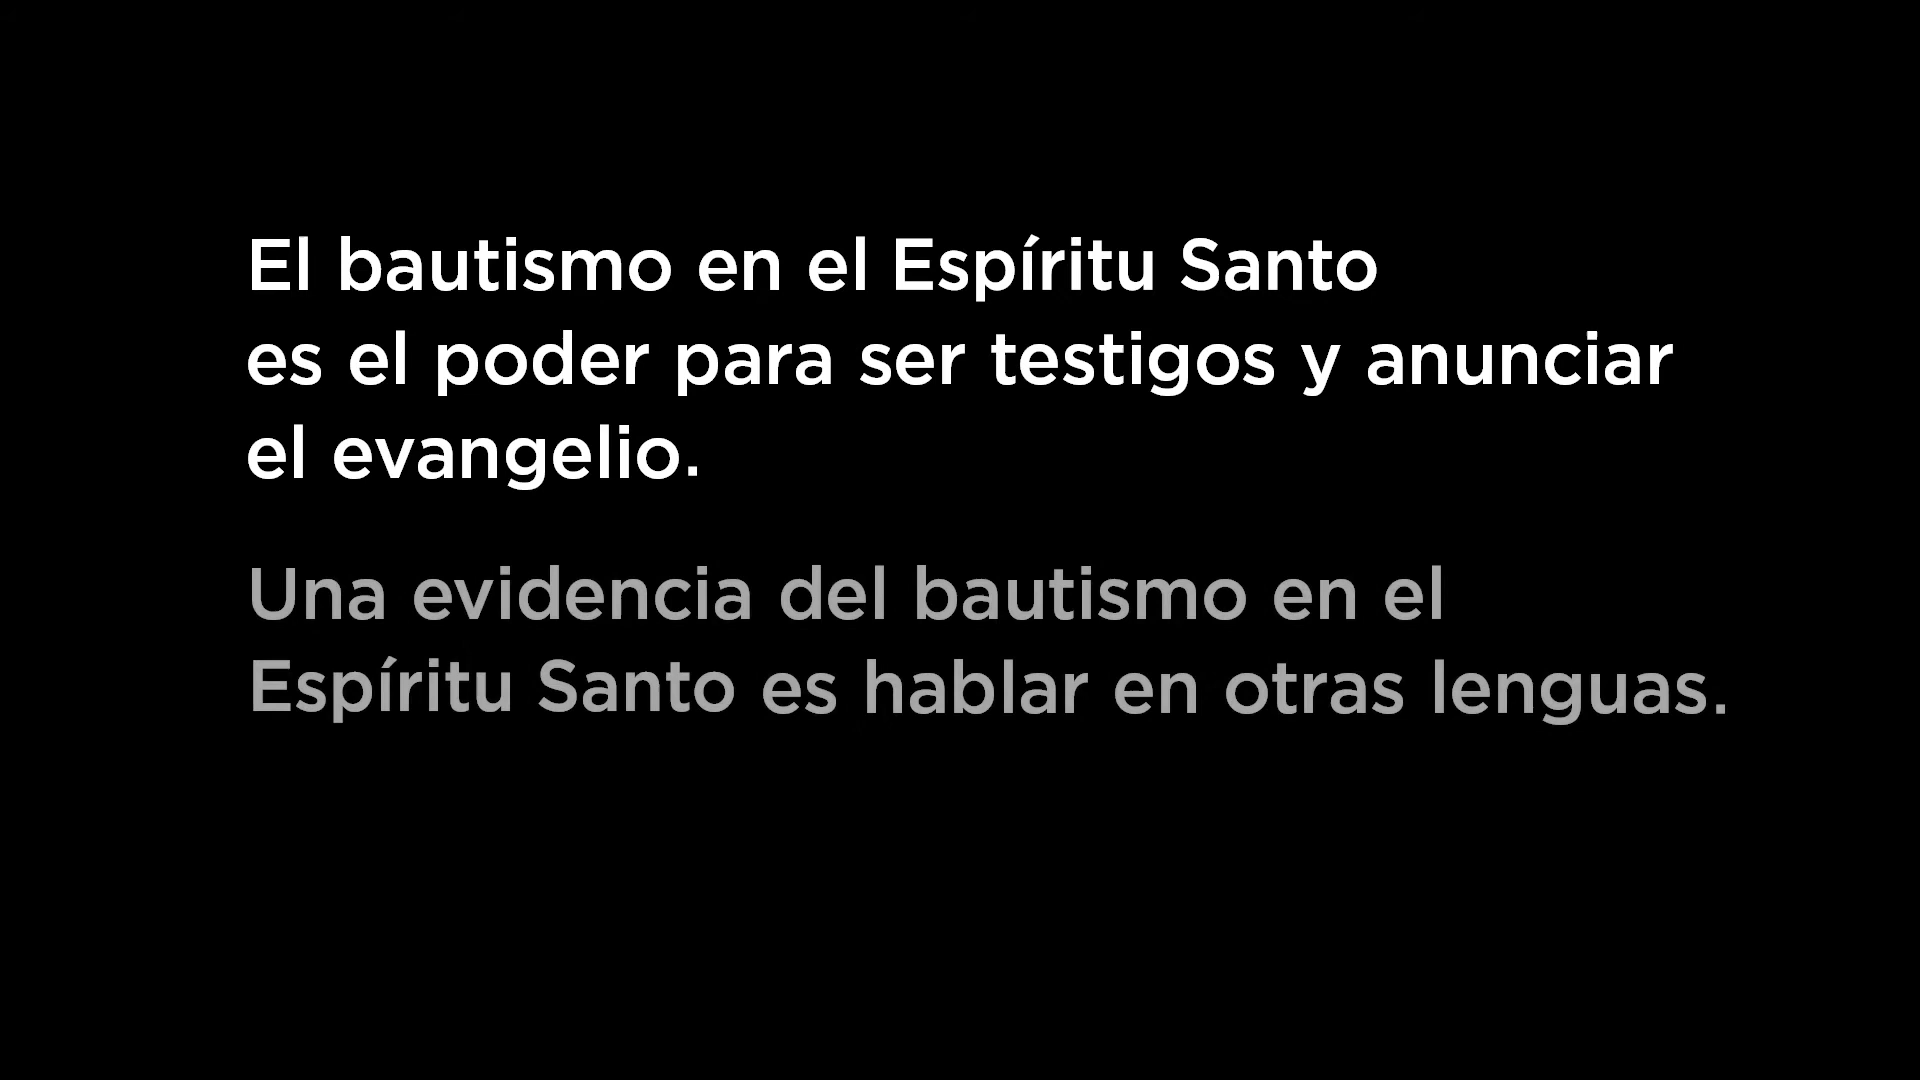 El bautismo en el Espíritu Santo
es el poder para ser testigos y anunciar
el evangelio.
Una evidencia del bautismo en el
Espíritu Santo es hablar en otras lenguas.